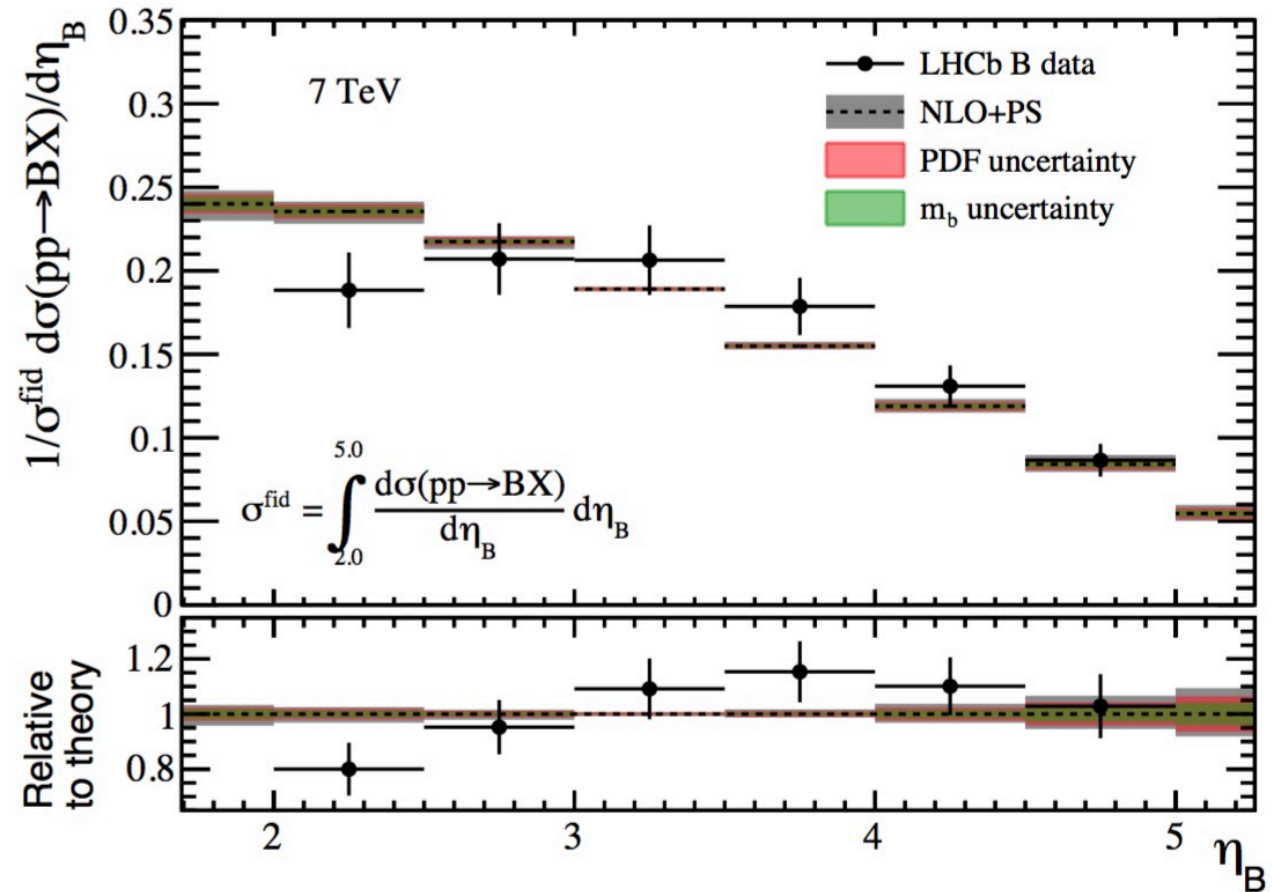 1/σ^fid dσ(pp→BX)/dη_B
0.35
0.3
0.25
0.2
0.15
0.1
0.05
0
7 TeV
LHCb B data
NLO+PS
PDF uncertainty
m_b uncertainty
σ^fid = ∫_2.0^5.0 dσ(pp→BX)/dη_B dη_B
Relative
to theory
1.2
1
0.8
2 3 4 5
η_B